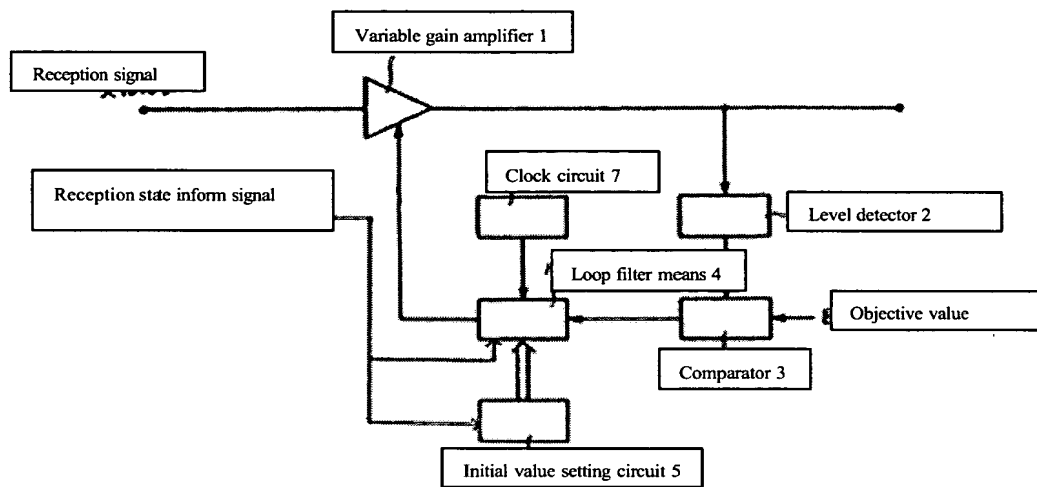 Variable gain amplifier 1
Reception signal
Clock circuit 7
Reception state inform signal
Level detector 2
Loop filter means 4
Objective value
Comparator 3
Initial value setting circuit 5